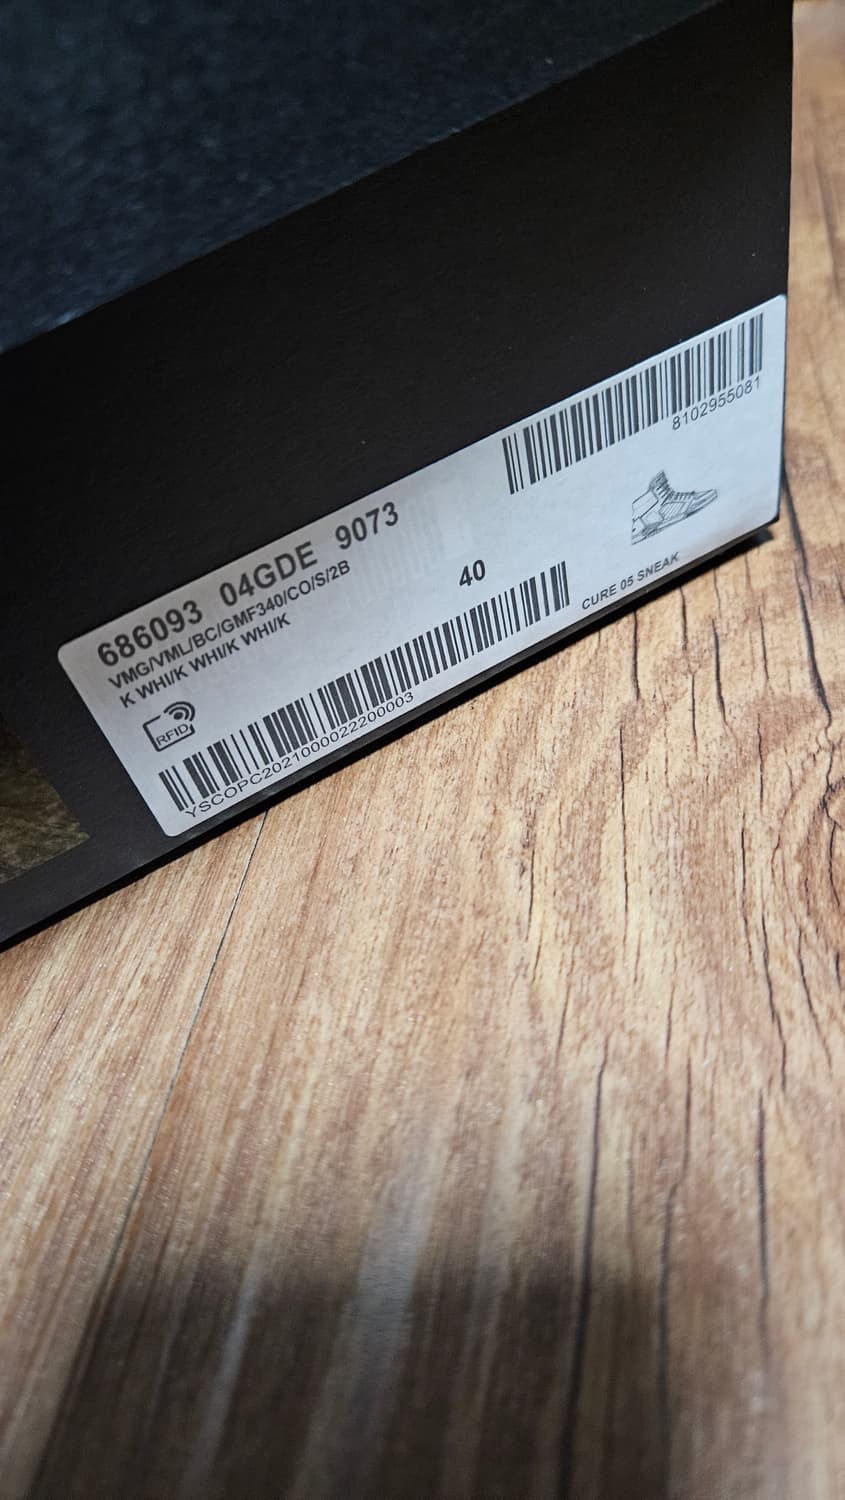 8102955081
686093 04GDE 9073
VMG/VML/BC/GMF340/CO/S/2B
K WHI/K WHI/K WHI/K
40
RFID
CURE 05 SNEAK
YSCOPC2021000022200003